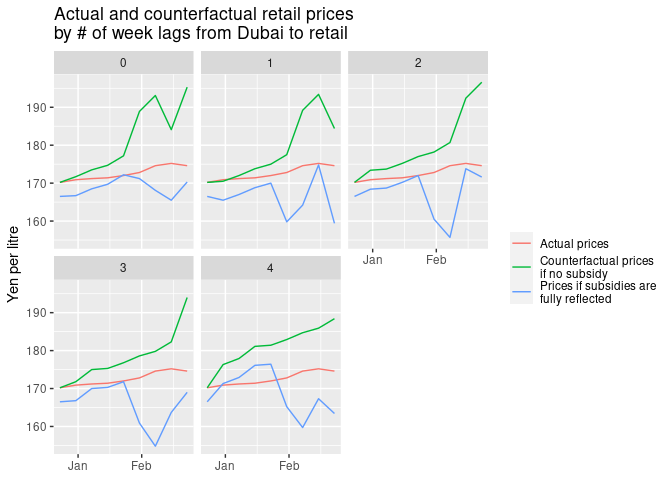 Actual and counterfactual retail prices
by # of week lags from Dubai to retail
0
1
2
190
180
170
160
Jan
Feb
3
4
190
180
170
160
Jan
Feb
Jan
Feb
Yen per litre
Actual prices
Counterfactual prices
if no subsidy
Prices if subsidies are
fully reflected